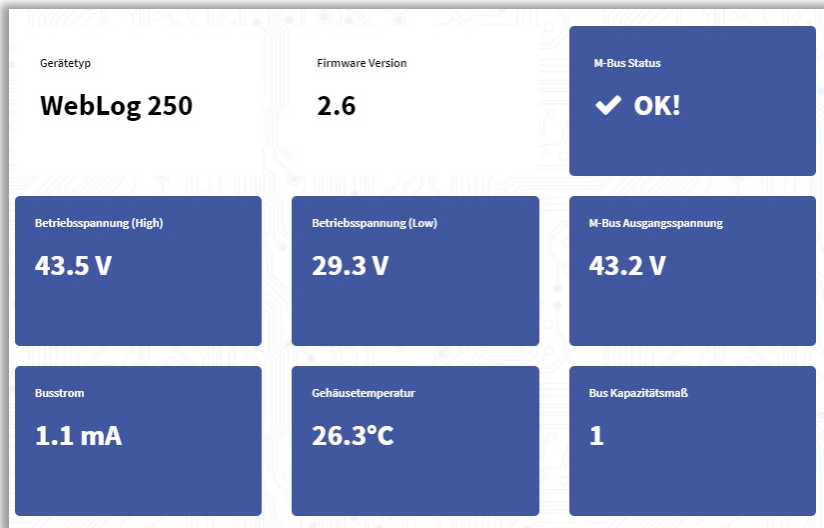 Gerätetyp
WebLog 250
Firmware Version
2.6
M-Bus Status
OK!
Betriebsspannung (High)
43.5 V
Betriebsspannung (Low)
29.3 V
M-Bus Ausgangsspannung
43.2 V
Busstrom
1.1 mA
Gehäusetemperatur
26.3°C
Bus Kapazitätsmaß
1